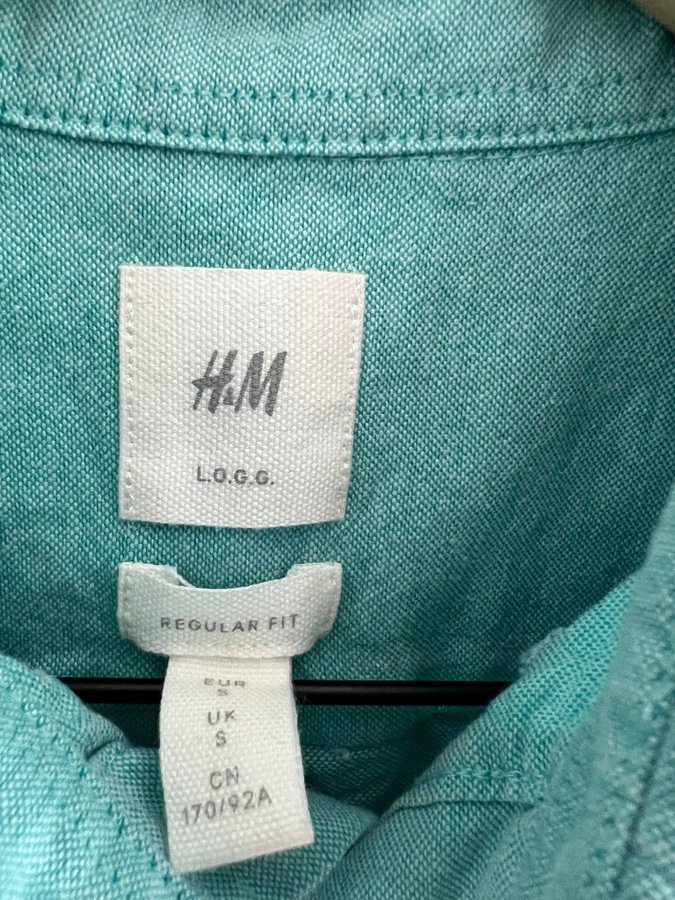 H&M
L.O.G.G.
REGULAR FIT
EUR
S
UK
S
CN
170/92A